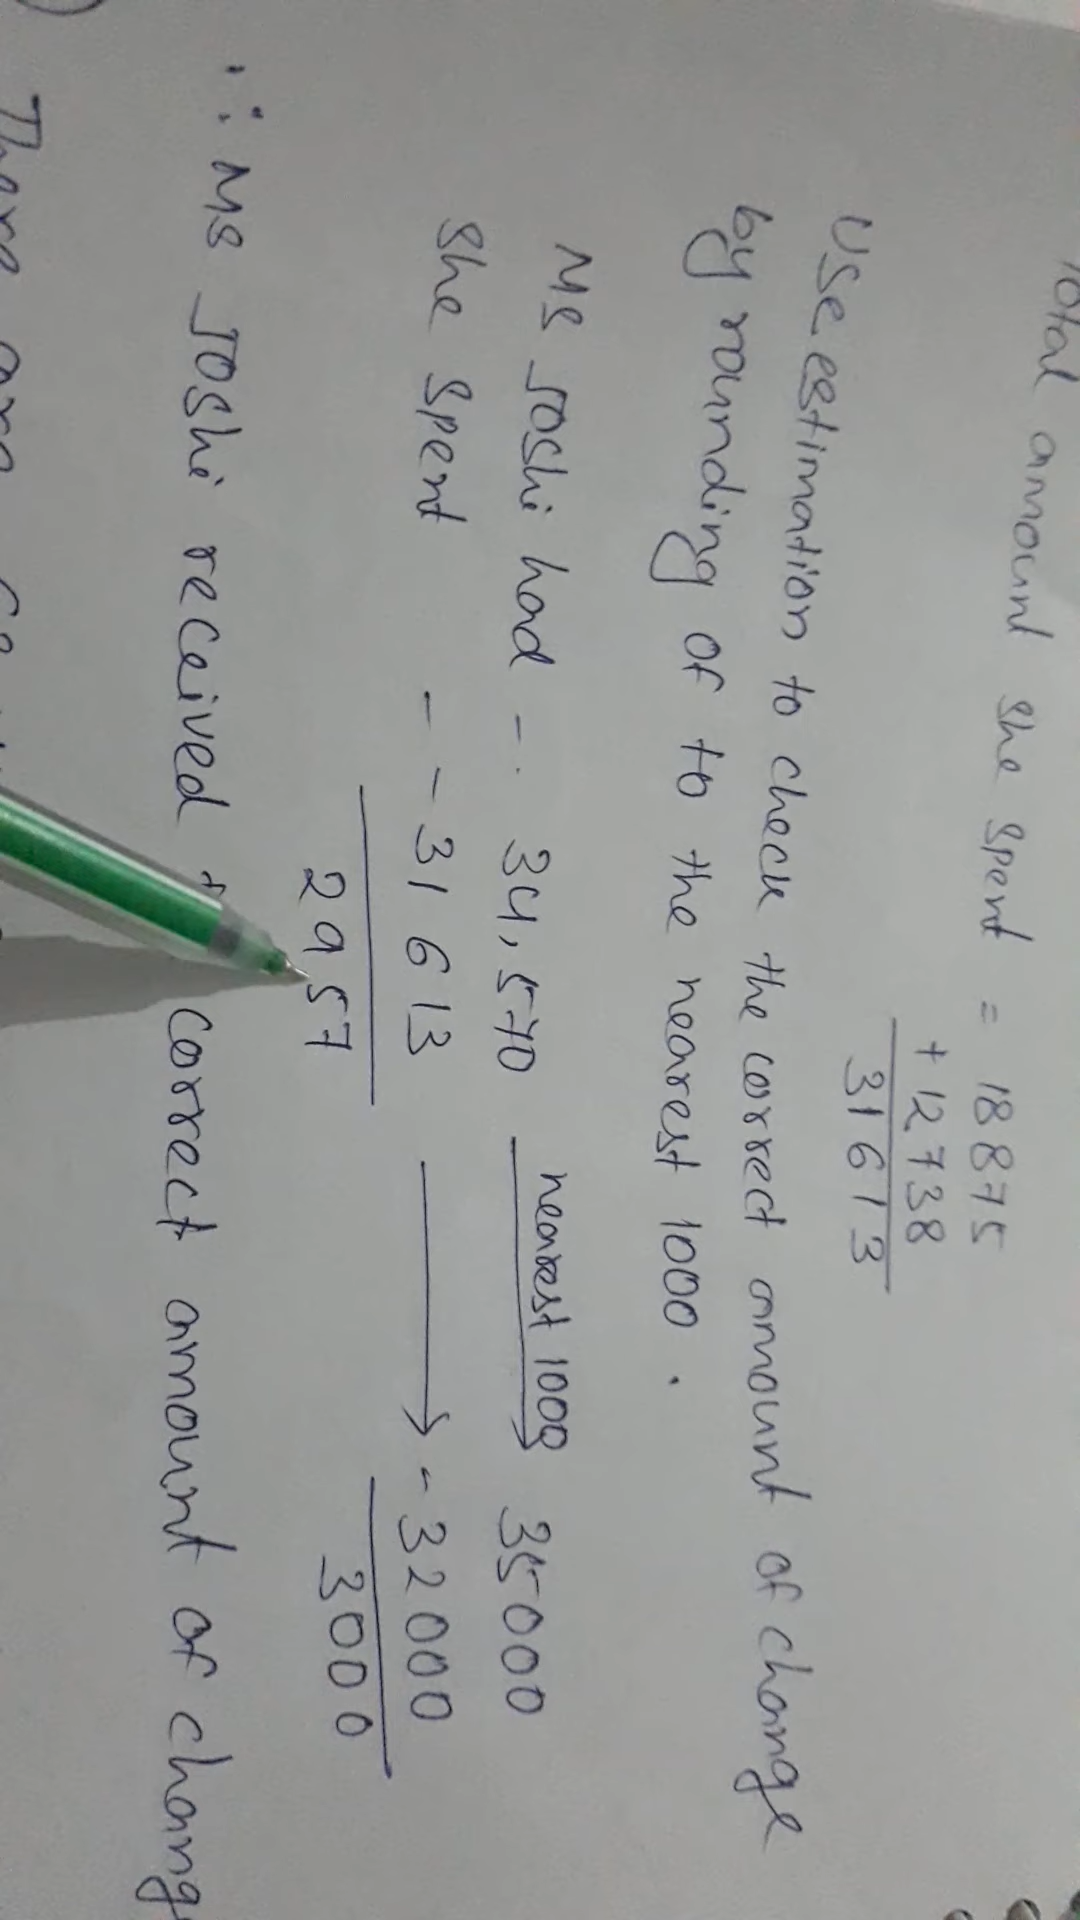 Total amount she spent = 18875
+ 12738
31613
Use estimation to check the correct amount of change
by rounding of to the nearest 1000.
Ms Joshi had - . 34,570 nearest 1000 35000
She spent - - 31613 - 32000
2957 3000
∴ Ms Joshi received correct amount of change
There are